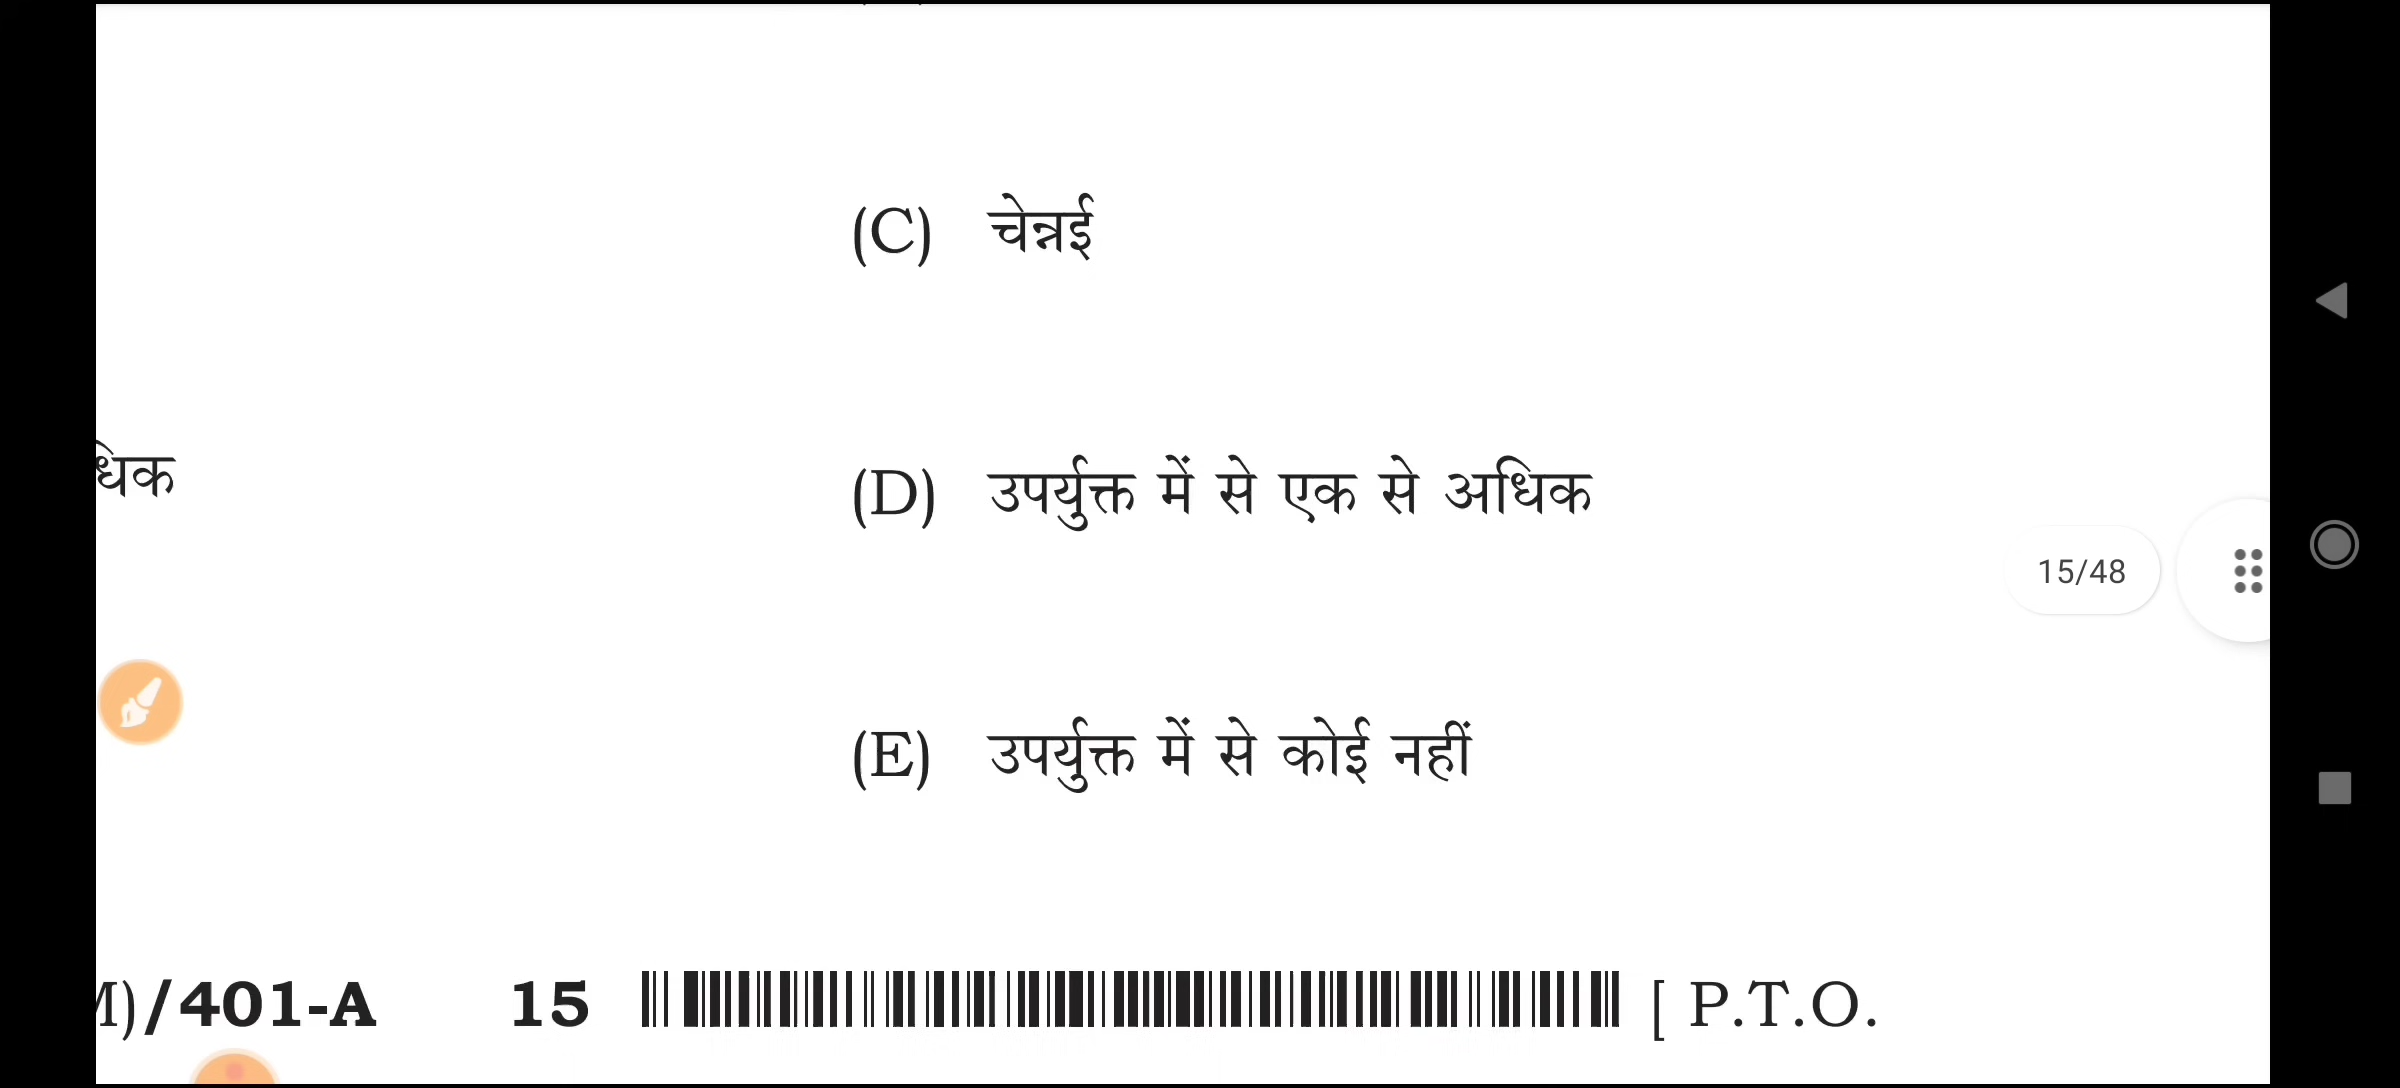 (C) चेन्नई
धिक
(D) उपर्युक्त में से एक से अधिक
15/48
(E) उपर्युक्त में से कोई नहीं
)/401-A 15 [ P.T.O.